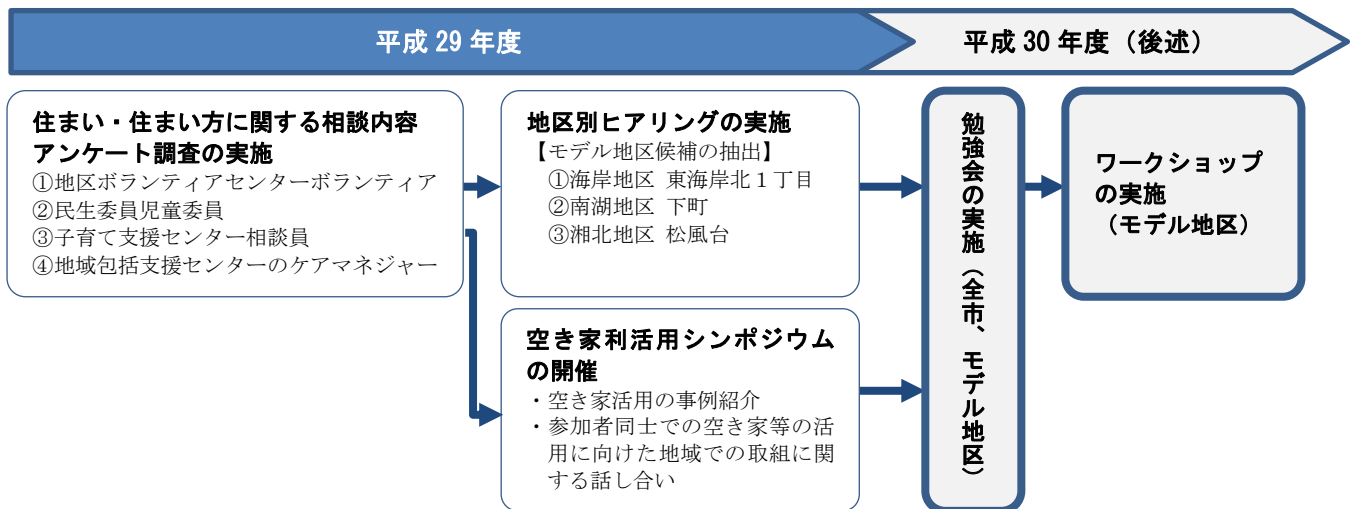 平成 29 年度
平成 30 年度（後述）
住まい・住まい方に関する相談内容
アンケート調査の実施
①地区ボランティアセンターボランティア
②民生委員児童委員
③子育て支援センター相談員
④地域包括支援センターのケアマネジャー
地区別ヒアリングの実施
【モデル地区候補の抽出】
①海岸地区 東海岸北１丁目
②南湖地区 下町
③湘北地区 松風台
空き家利活用シンポジウム
の開催
・空き家活用の事例紹介
・参加者同士での空き家等の活
用に向けた地域での取組に関
する話し合い
勉強会の実施（全市、モデル地区）
ワークショップ
の実施
（モデル地区）